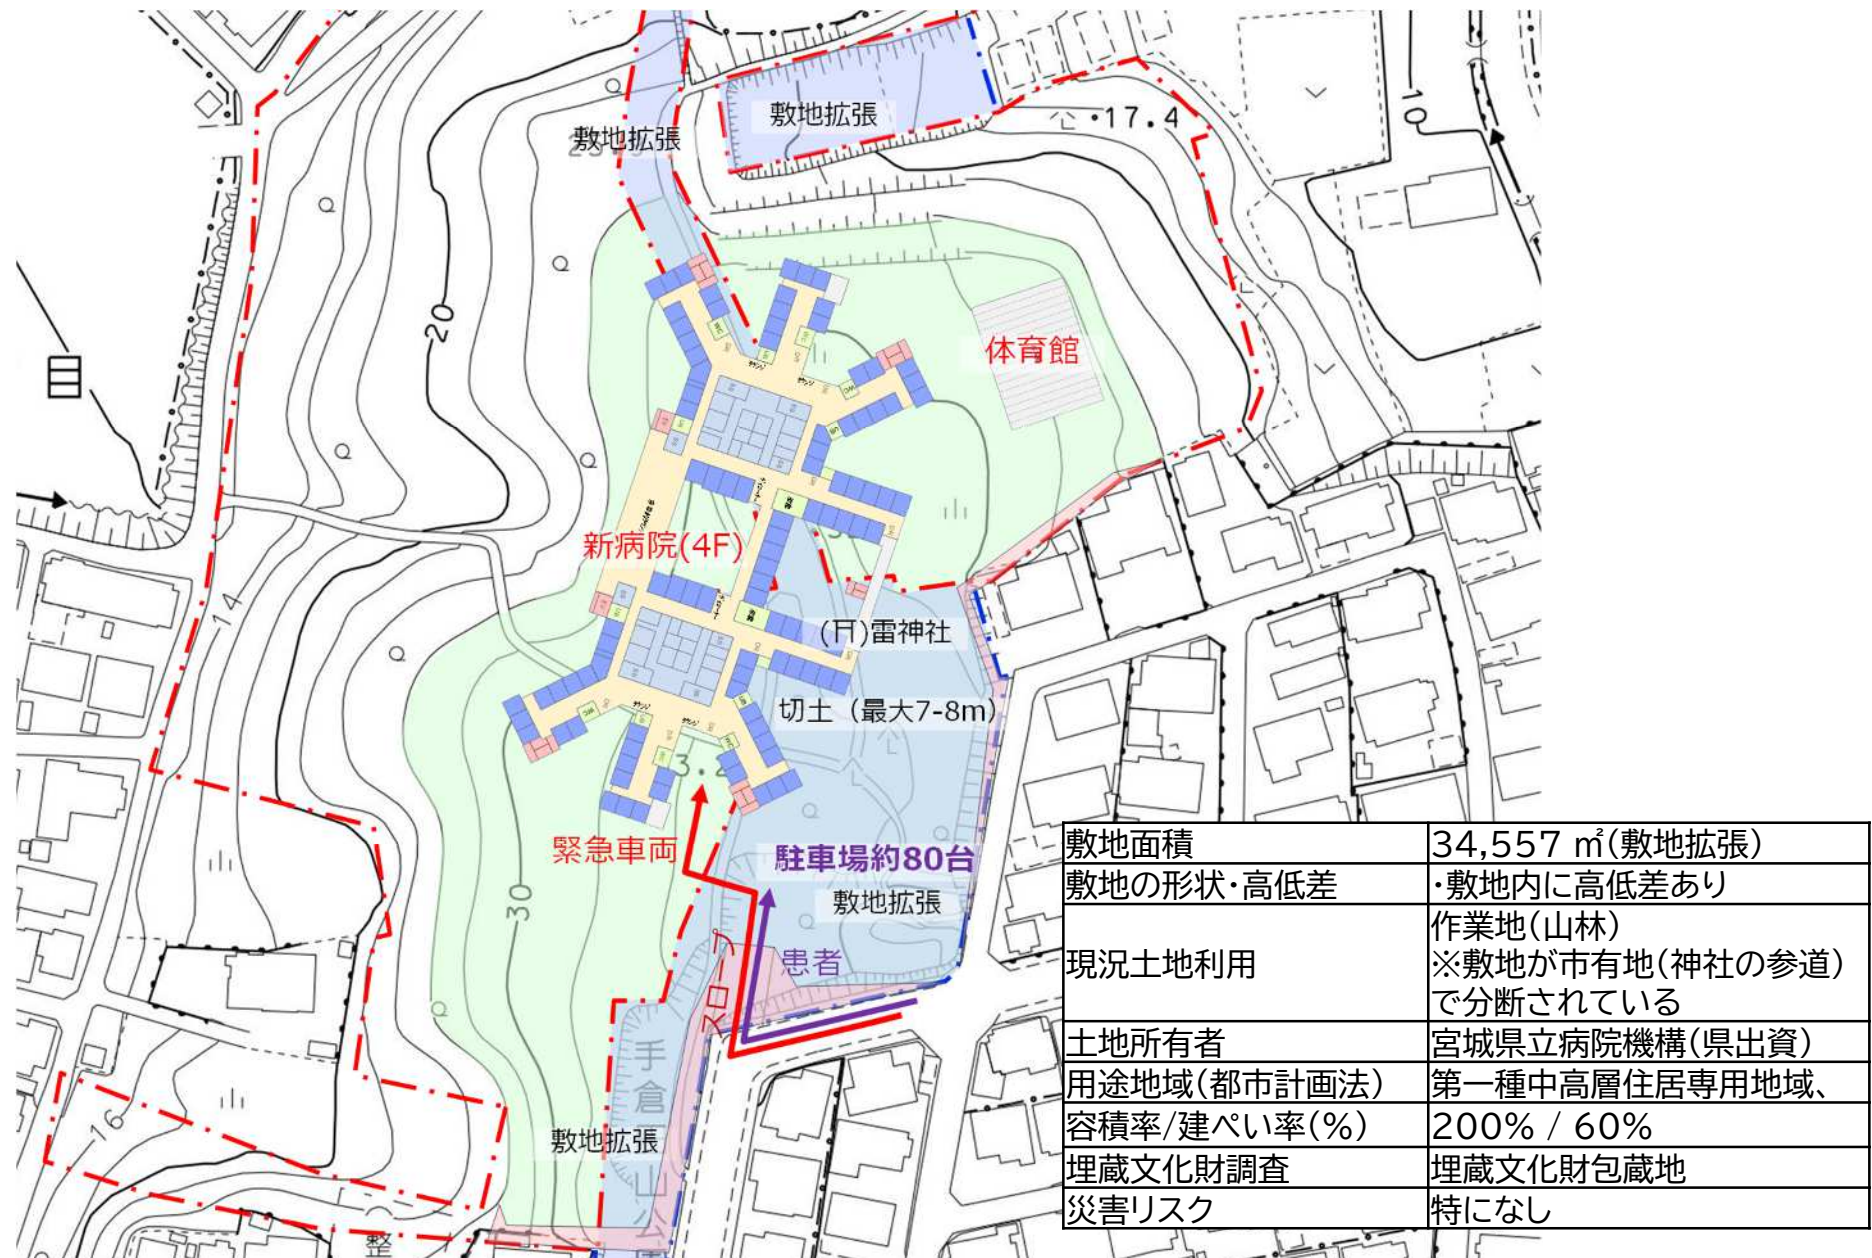 敷地拡張
敷地拡張
17.4
10
20
体育館
新病院(4F)
14
(⛩)雷神社
切土（最大7-8m）
3.2
緊急車両
駐車場約80台
敷地拡張
30
スロープ
患者
手倉田山公
敷地拡張
16
整
敷地面積 34,557 ㎡(敷地拡張)
敷地の形状・高低差 ・敷地内に高低差あり
現況土地利用 作業地(山林)
※敷地が市有地(神社の参道)
で分断されている
土地所有者 宮城県立病院機構(県出資)
用途地域(都市計画法) 第一種中高層住居専用地域、
容積率/建ぺい率(%) 200% / 60%
埋蔵文化財調査 埋蔵文化財包蔵地
災害リスク 特になし